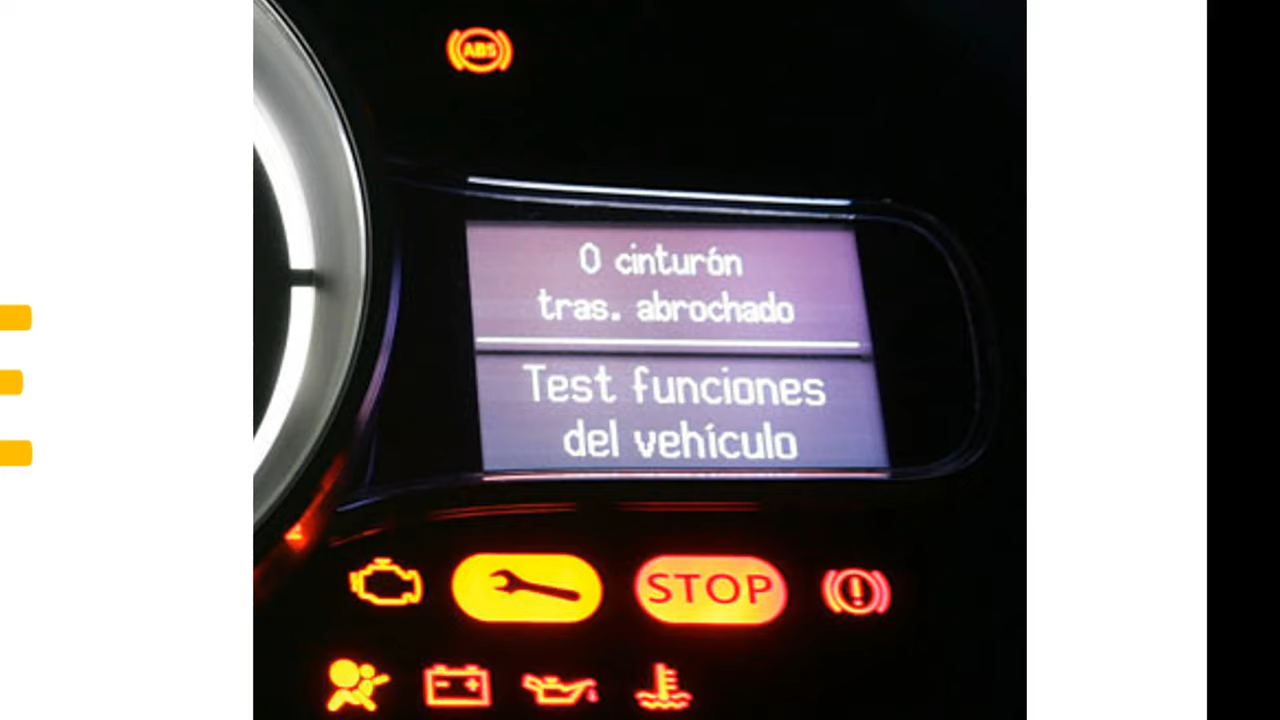 ABS
0 cinturón
tras. abrochado
Test funciones
del vehículo
STOP